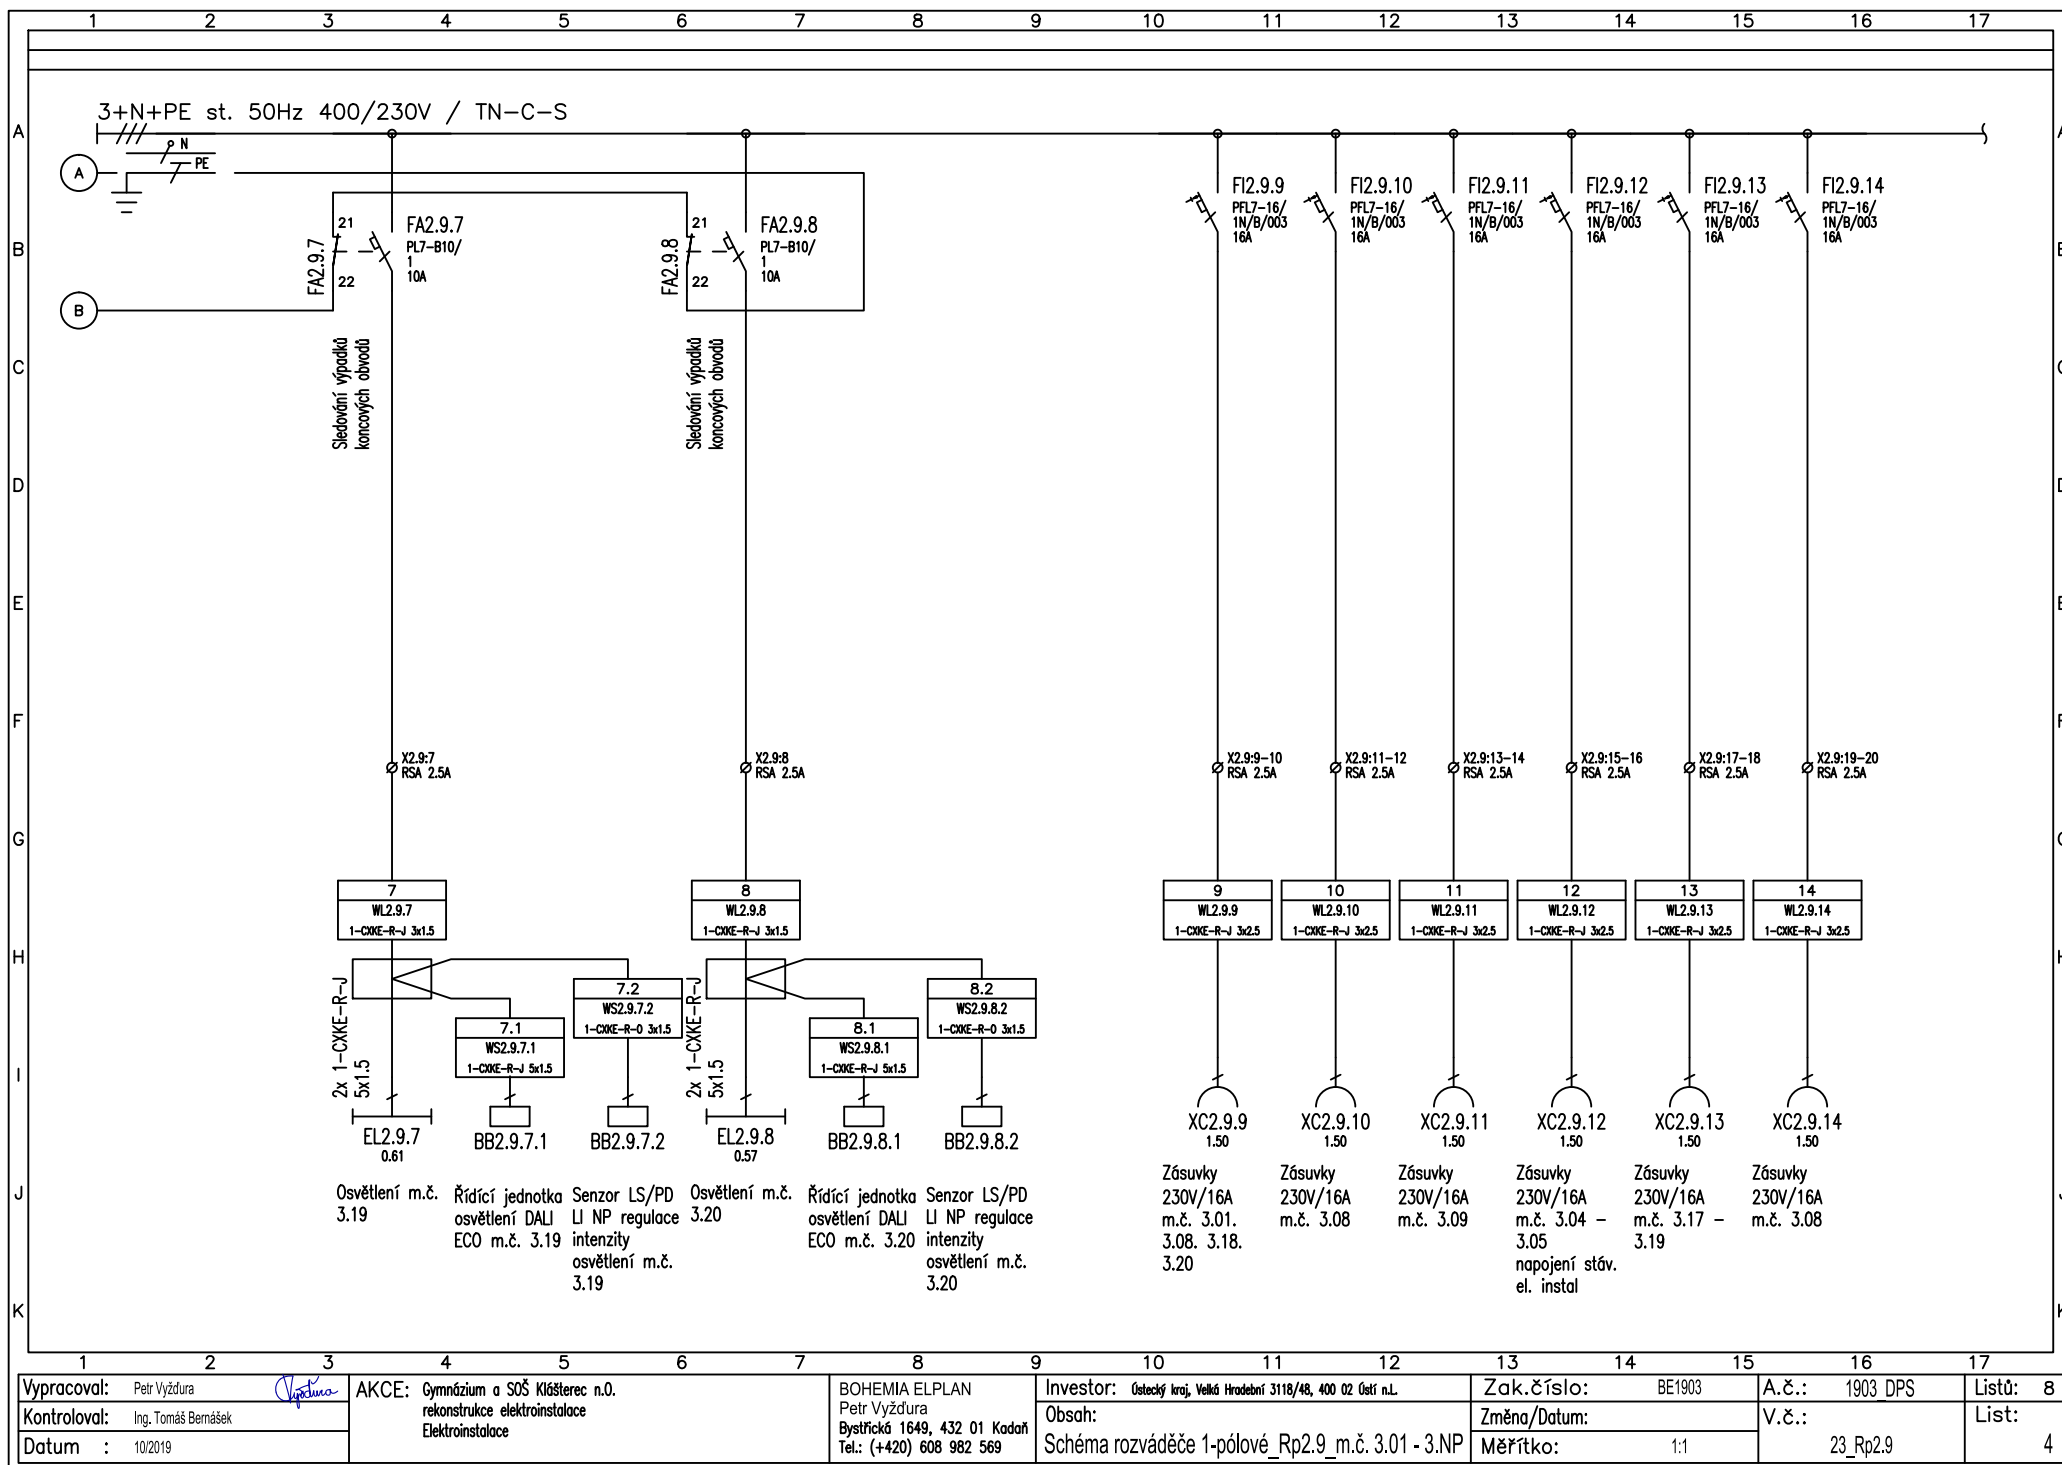 1 2 3 4 5 6 7 8 9 10 11 12 13 14 15 16 17
3+N+PE st. 50Hz 400/230V / TN-C-S
A
N
PE
A
B
B
C
D
E
F
G
H
I
J
K
FA2.9.7
21
22
FA2.9.7
PL7-B10/
1
10A
Sledování výpadků
koncových obvodů
FA2.9.8
21
22
FA2.9.8
PL7-B10/
1
10A
Sledování výpadků
koncových obvodů
FI2.9.9
PFL7-16/
1N/B/003
16A
FI2.9.10
PFL7-16/
1N/B/003
16A
FI2.9.11
PFL7-16/
1N/B/003
16A
FI2.9.12
PFL7-16/
1N/B/003
16A
FI2.9.13
PFL7-16/
1N/B/003
16A
FI2.9.14
PFL7-16/
1N/B/003
16A
X2.9:7
RSA 2.5A
X2.9:8
RSA 2.5A
X2.9:9-10
RSA 2.5A
X2.9:11-12
RSA 2.5A
X2.9:13-14
RSA 2.5A
X2.9:15-16
RSA 2.5A
X2.9:17-18
RSA 2.5A
X2.9:19-20
RSA 2.5A
7
WL2.9.7
1-CXKE-R-J 3x1.5
8
WL2.9.8
1-CXKE-R-J 3x1.5
9
WL2.9.9
1-CXKE-R-J 3x2.5
10
WL2.9.10
1-CXKE-R-J 3x2.5
11
WL2.9.11
1-CXKE-R-J 3x2.5
12
WL2.9.12
1-CXKE-R-J 3x2.5
13
WL2.9.13
1-CXKE-R-J 3x2.5
14
WL2.9.14
1-CXKE-R-J 3x2.5
2x 1-CXKE-R-J
5x1.5
7.1
WS2.9.7.1
1-CXKE-R-J 5x1.5
7.2
WS2.9.7.2
1-CXKE-R-O 3x1.5
2x 1-CXKE-R-J
5x1.5
8.1
WS2.9.8.1
1-CXKE-R-J 5x1.5
8.2
WS2.9.8.2
1-CXKE-R-O 3x1.5
EL2.9.7
0.61
Osvětlení m.č.
3.19
BB2.9.7.1
Řídící jednotka
osvětlení DALI
ECO m.č. 3.19
BB2.9.7.2
Senzor LS/PD
LI NP regulace
intenzity
osvětlení m.č.
3.19
EL2.9.8
0.57
Osvětlení m.č.
3.20
BB2.9.8.1
Řídící jednotka
osvětlení DALI
ECO m.č. 3.20
BB2.9.8.2
Senzor LS/PD
LI NP regulace
intenzity
osvětlení m.č.
3.20
XC2.9.9
1.50
Zásuvky
230V/16A
m.č. 3.01.
3.08. 3.18.
3.20
XC2.9.10
1.50
Zásuvky
230V/16A
m.č. 3.08
XC2.9.11
1.50
Zásuvky
230V/16A
m.č. 3.09
XC2.9.12
1.50
Zásuvky
230V/16A
m.č. 3.04 -
3.05
napojení stáv.
el. instal
XC2.9.13
1.50
Zásuvky
230V/16A
m.č. 3.17 -
3.19
XC2.9.14
1.50
Zásuvky
230V/16A
m.č. 3.08
A
B
C
D
E
F
G
H
J
K
1 2 3 4 5 6 7 8 9 10 11 12 13 14 15 16 17
Vypracoval: Petr Vyžďura Vyžďura
Kontroloval: Ing. Tomáš Bernášek
Datum : 10/2019
AKCE: Gymnázium a SOŠ Klášterec n.O.
rekonstrukce elektroinstalace
Elektroinstalace
BOHEMIA ELPLAN
Petr Vyžďura
Bystřická 1649, 432 01 Kadaň
Tel.: (+420) 608 982 569
Investor: Ústecký kraj, Velká Hradební 3118/48, 400 02 Ústí n.L.
Obsah:
Schéma rozváděče 1-pólové_Rp2.9_m.č. 3.01 - 3.NP
Zak.číslo: BE1903
Změna/Datum:
Měřítko: 1:1
A.č.: 1903_DPS
V.č.:
23_Rp2.9
Listů: 8
List:
4